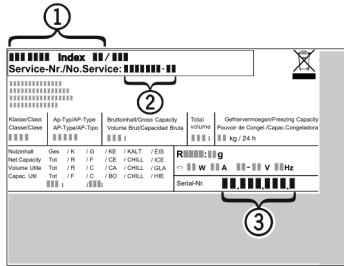 1
Index /
Service-Nr./No.Service: -
2
Klasse/Class Ap-Typ/AP-Type Bruttoinhalt/Gross Capacity Total Gefriervermoegen/Freezing Capacity
Classe/Clase AP-Type/AP-Tipo Volume Brut/Capacidad Bruta volume Pouvoir de Congel./Capac.Congeladora
l l kg / 24 h
Nutzinhalt Ges / K / G / KE / KALT / EIS
Net.Capacity Tot / R / F / CE / CHILL / ICE
Volume Utile Tot / R / C / CA / CHILL / GLA
Capac. Util Tot / F / C / BO / CHILL / HIE
l / l
R : g
W A - V Hz
Serial-Nr. . . .
3